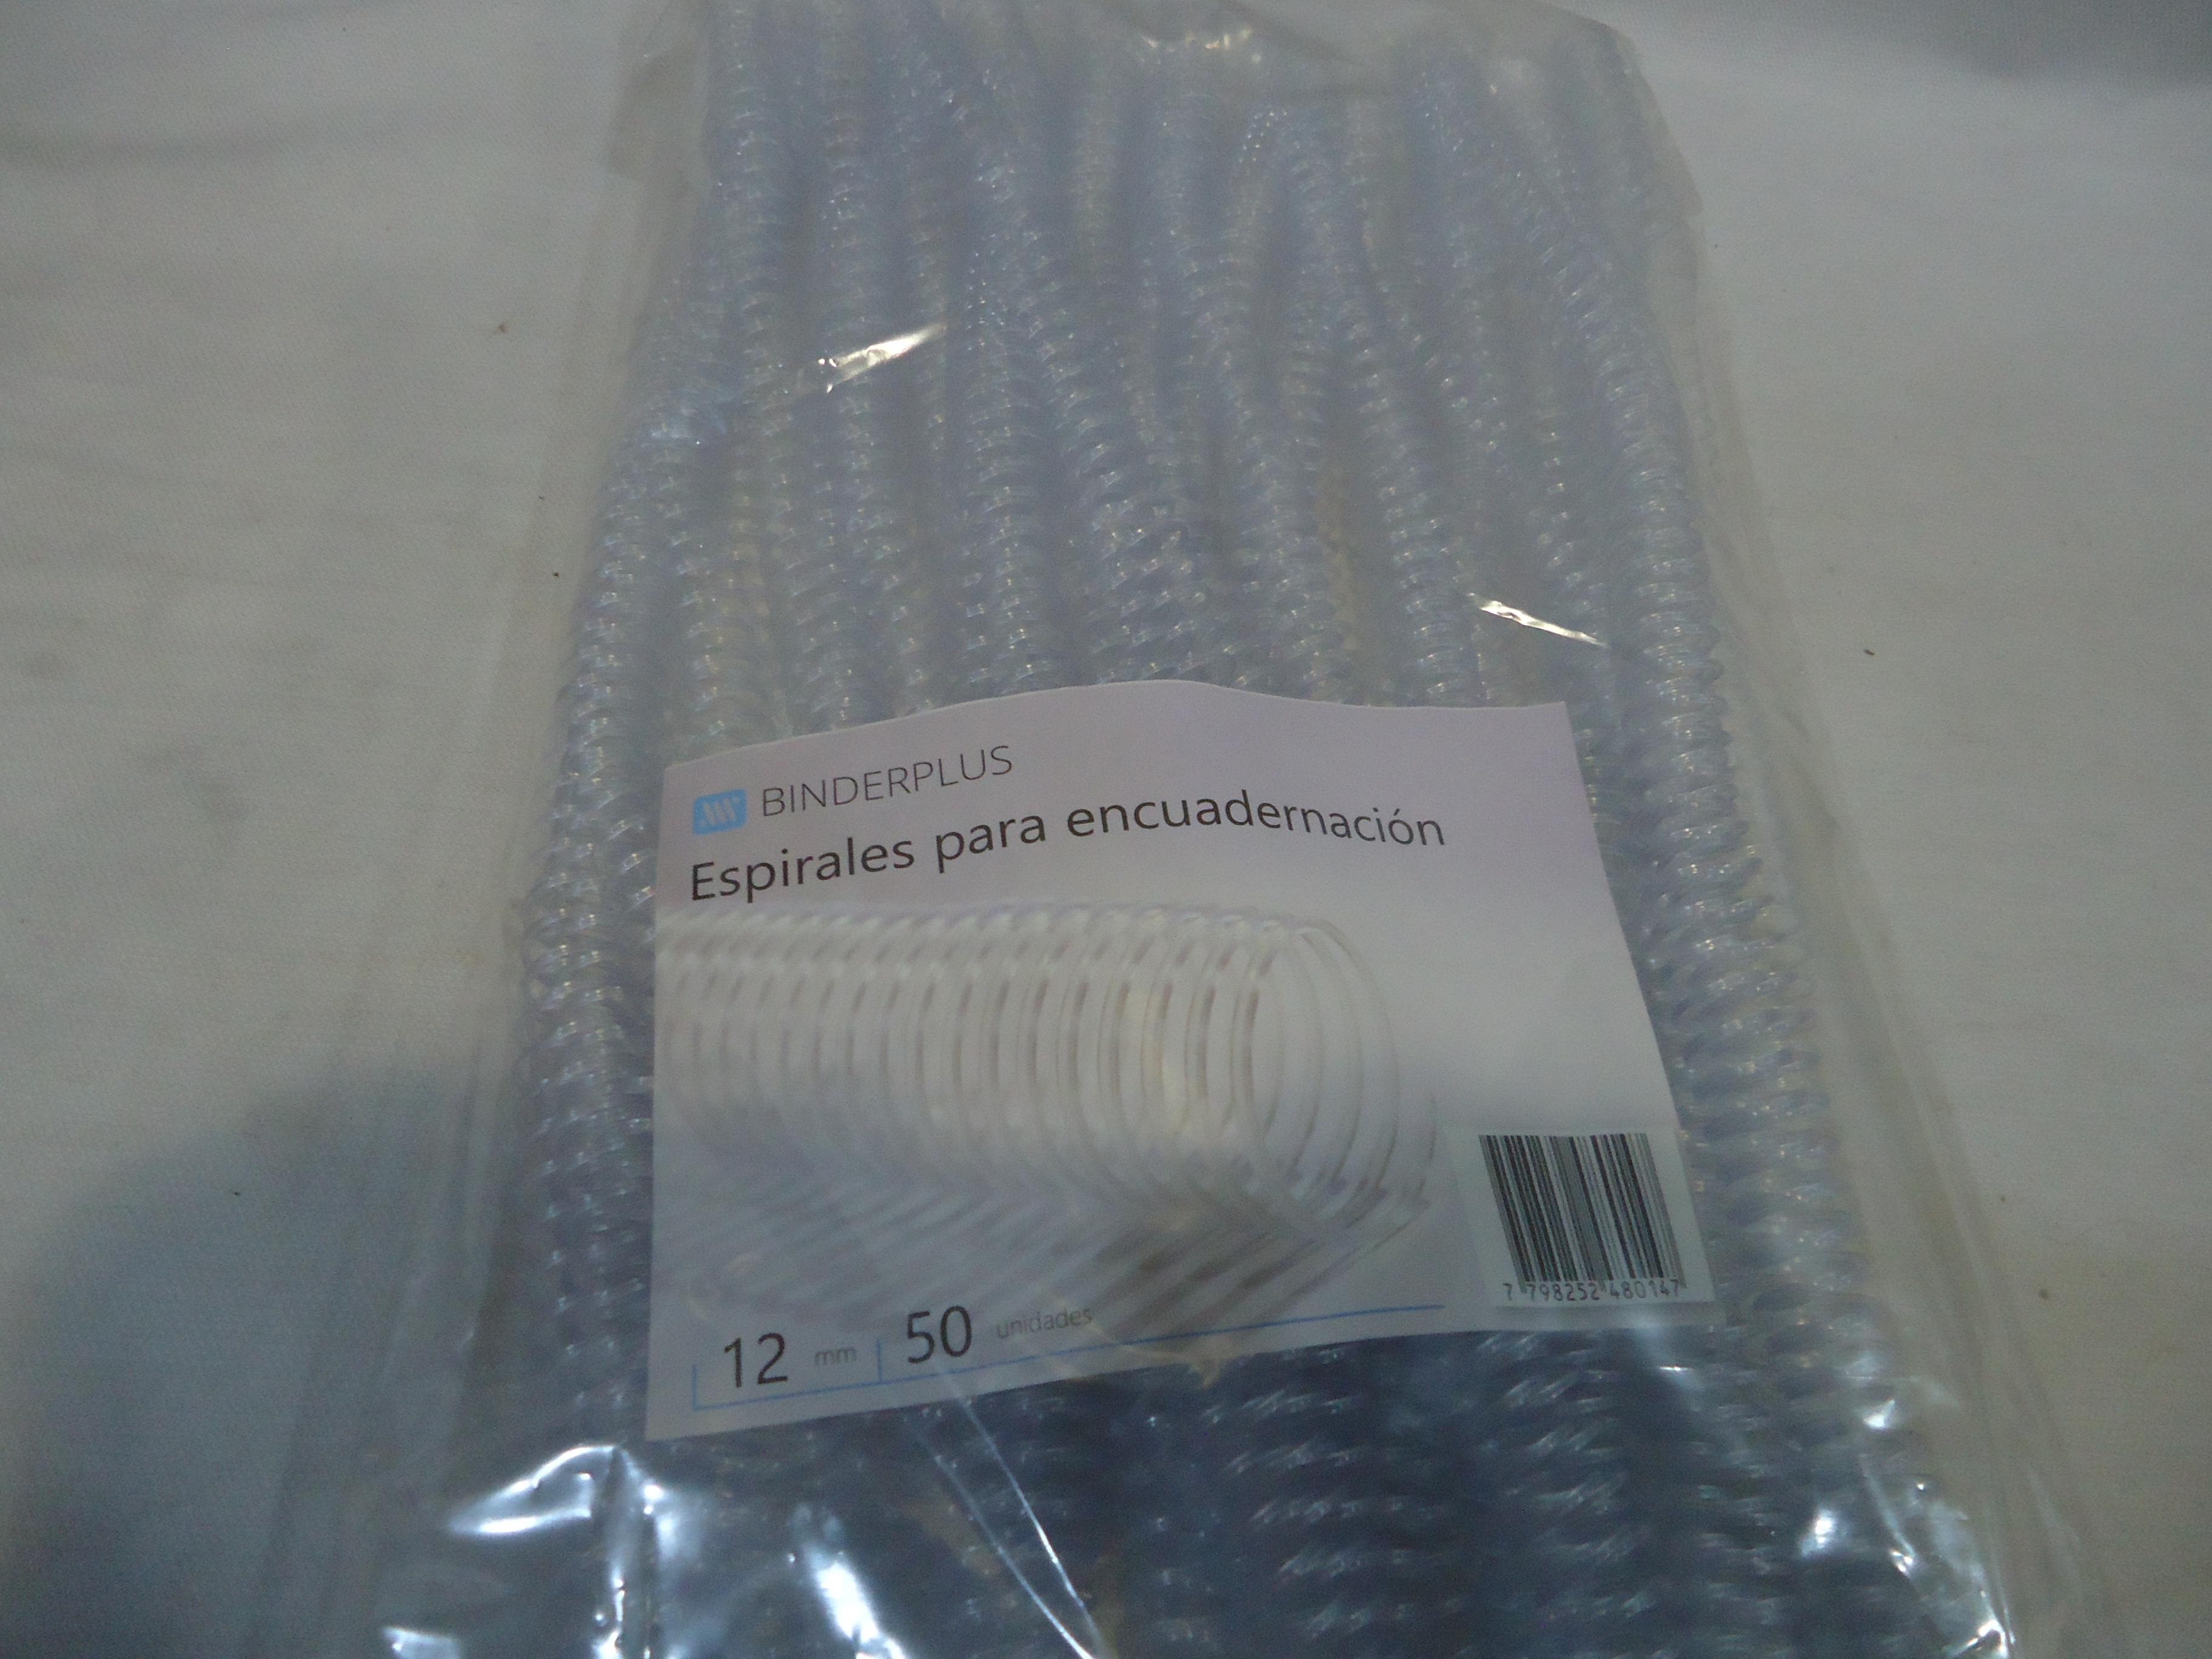 BINDERPLUS
Espirales para encuadernación
12 mm 50 unidades
7 798252 480147